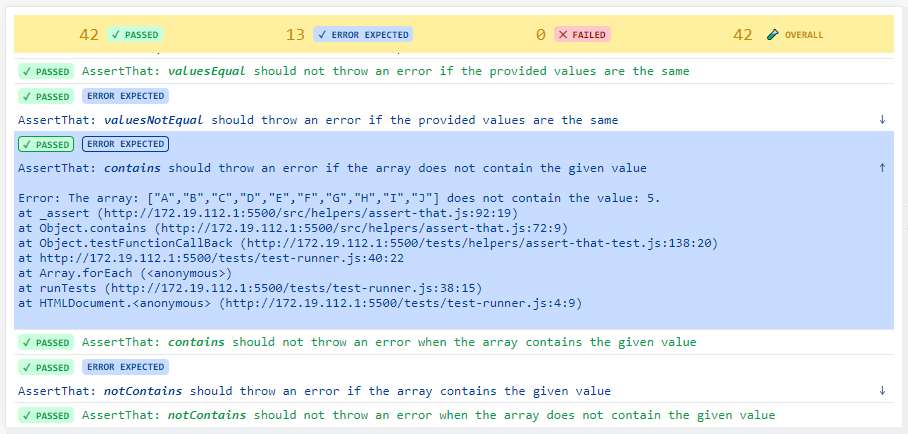 42 ✓ PASSED 13 ✓ ERROR EXPECTED 0 ✕ FAILED 42 OVERALL
✓ PASSED AssertThat: valuesEqual should not throw an error if the provided values are the same
✓ PASSED ERROR EXPECTED
AssertThat: valuesNotEqual should throw an error if the provided values are the same ↓
✓ PASSED ERROR EXPECTED
AssertThat: contains should throw an error if the array does not contain the given value ↑
Error: The array: ["A","B","C","D","E","F","G","H","I","J"] does not contain the value: 5.
at _assert (http://172.19.112.1:5500/src/helpers/assert-that.js:92:19)
at Object.contains (http://172.19.112.1:5500/src/helpers/assert-that.js:72:9)
at Object.testFunctionCallBack (http://172.19.112.1:5500/tests/helpers/assert-that-test.js:138:20)
at http://172.19.112.1:5500/tests/test-runner.js:40:22
at Array.forEach (<anonymous>)
at runTests (http://172.19.112.1:5500/tests/test-runner.js:38:15)
at HTMLDocument.<anonymous> (http://172.19.112.1:5500/tests/test-runner.js:4:9)
✓ PASSED AssertThat: contains should not throw an error when the array contains the given value
✓ PASSED ERROR EXPECTED
AssertThat: notContains should throw an error if the array contains the given value ↓
✓ PASSED AssertThat: notContains should not throw an error when the array does not contain the given value